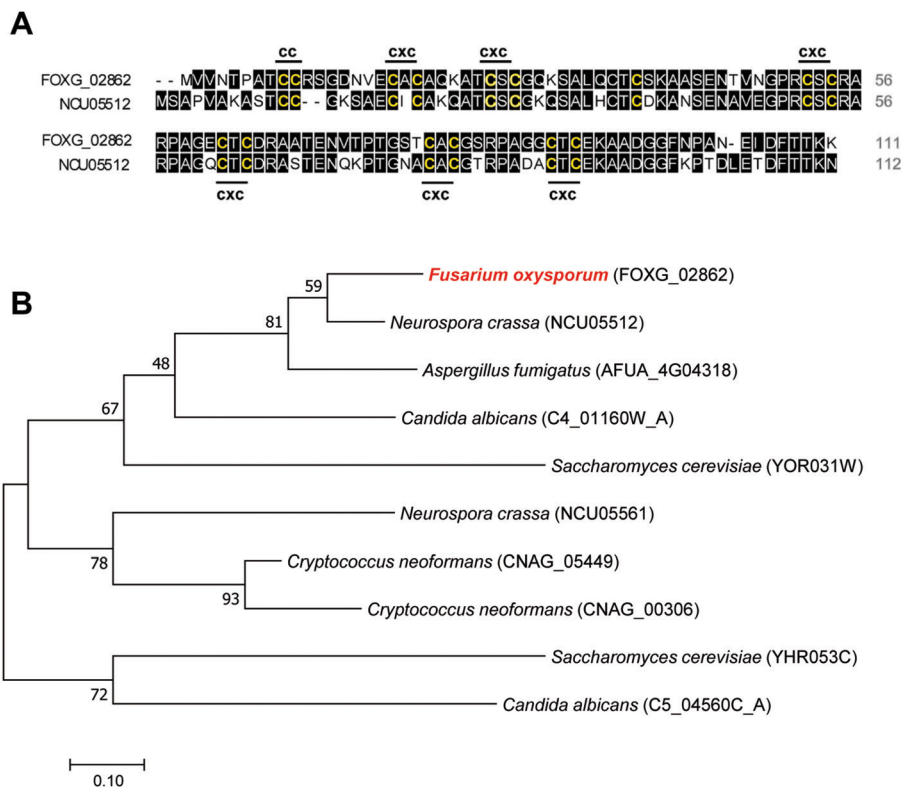 A
cc cxc cxc cxc
FOXG_02862 --MVVNTPATCCRSGDNVECACAQKATCSCGQKSALQCTCSKAASENTVNGPRCSCRA 56
NCU05512 MSAPVAKASTCC--GKSAECICAKQATCSCGKQSALHCTCDKANSENAVEGPRCSCRA 56
FOXG_02862 RPAGECTCDRAATENVTPTGSTCACGSRPAGGCTCEKAADGGFNPAN-ELDFTTKK 111
NCU05512 RPAGQCTCDRASTENQKPTGNACACGTRPADACTCEKAADGGFKPTDLETDFTTKN 112
cxc cxc cxc
B
Fusarium oxysporum (FOXG_02862)
59
Neurospora crassa (NCU05512)
81
Aspergillus fumigatus (AFUA_4G04318)
48
Candida albicans (C4_01160W_A)
67
Saccharomyces cerevisiae (YOR031W)
Neurospora crassa (NCU05561)
78
Cryptococcus neoformans (CNAG_05449)
93
Cryptococcus neoformans (CNAG_00306)
Saccharomyces cerevisiae (YHR053C)
72
Candida albicans (C5_04560C_A)
0.10